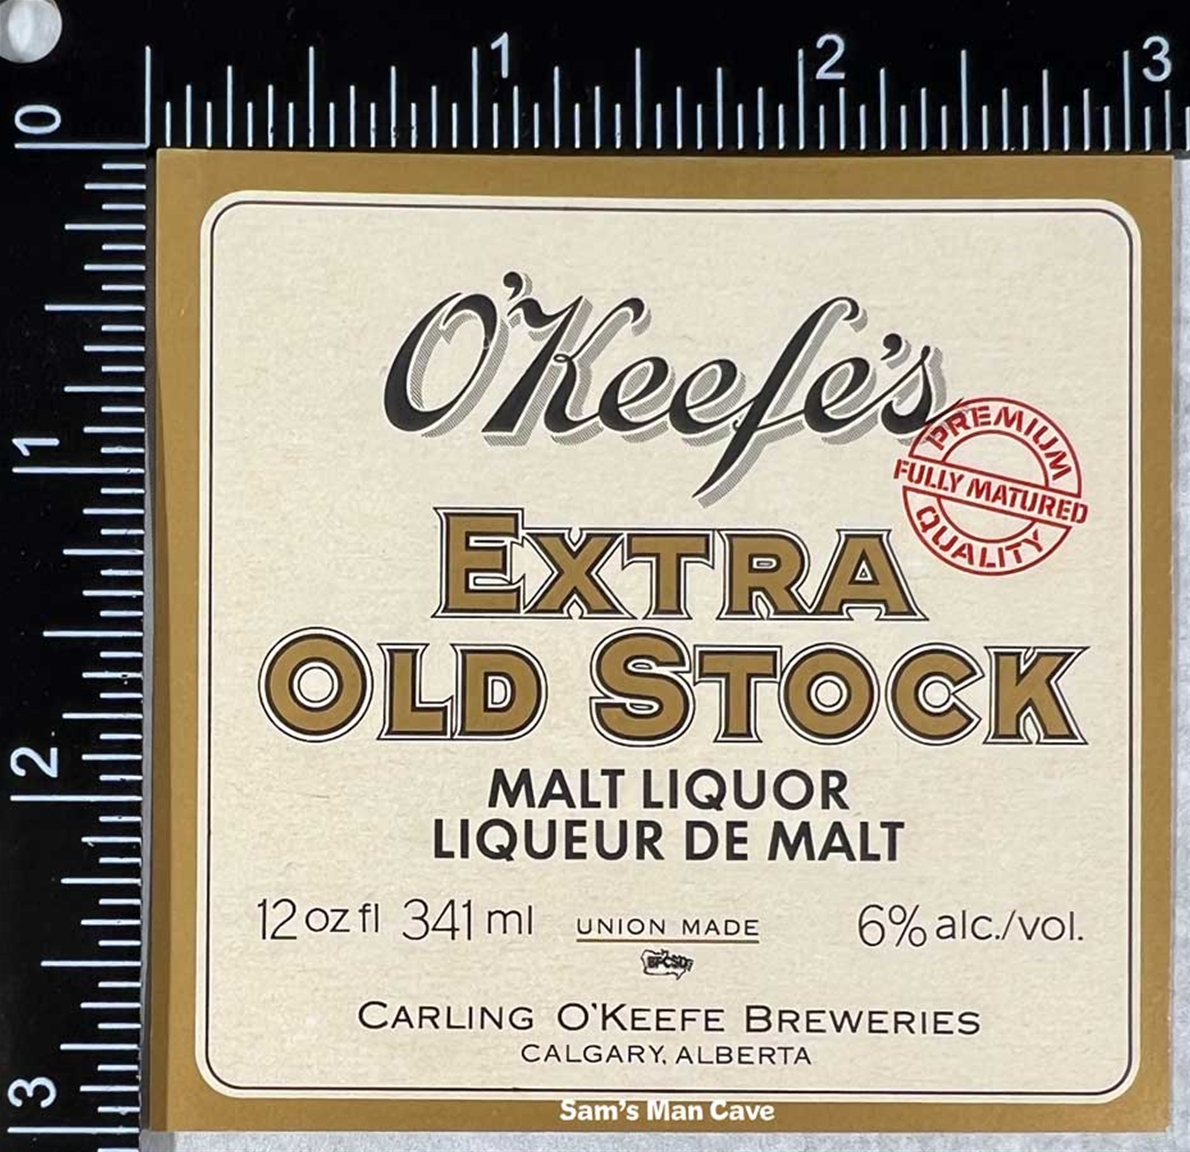 1 2 3
0
1
2
3
O'Keefe's
PREMIUM
FULLY MATURED
QUALITY
EXTRA
OLD STOCK
MALT LIQUOR
LIQUEUR DE MALT
12 oz fl 341 ml
UNION MADE
BFCSD
6% alc./vol.
CARLING O'KEEFE BREWERIES
CALGARY, ALBERTA
Sam's Man Cave